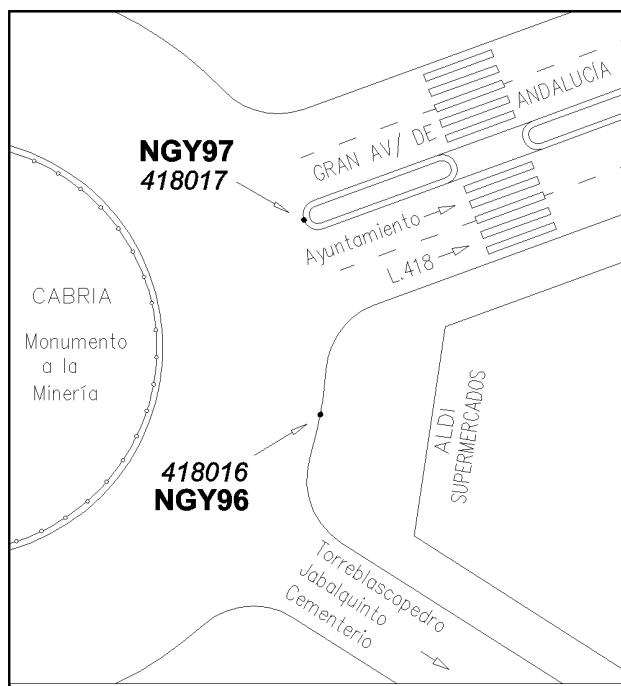 NGY97
418017
GRAN AV/ DE ANDALUCÍA
Ayuntamiento
L.418
CABRIA
Monumento
a la
Minería
ALDI
SUPERMERCADOS
418016
NGY96
Torreblascopedro
Jabalquinto
Cementerio